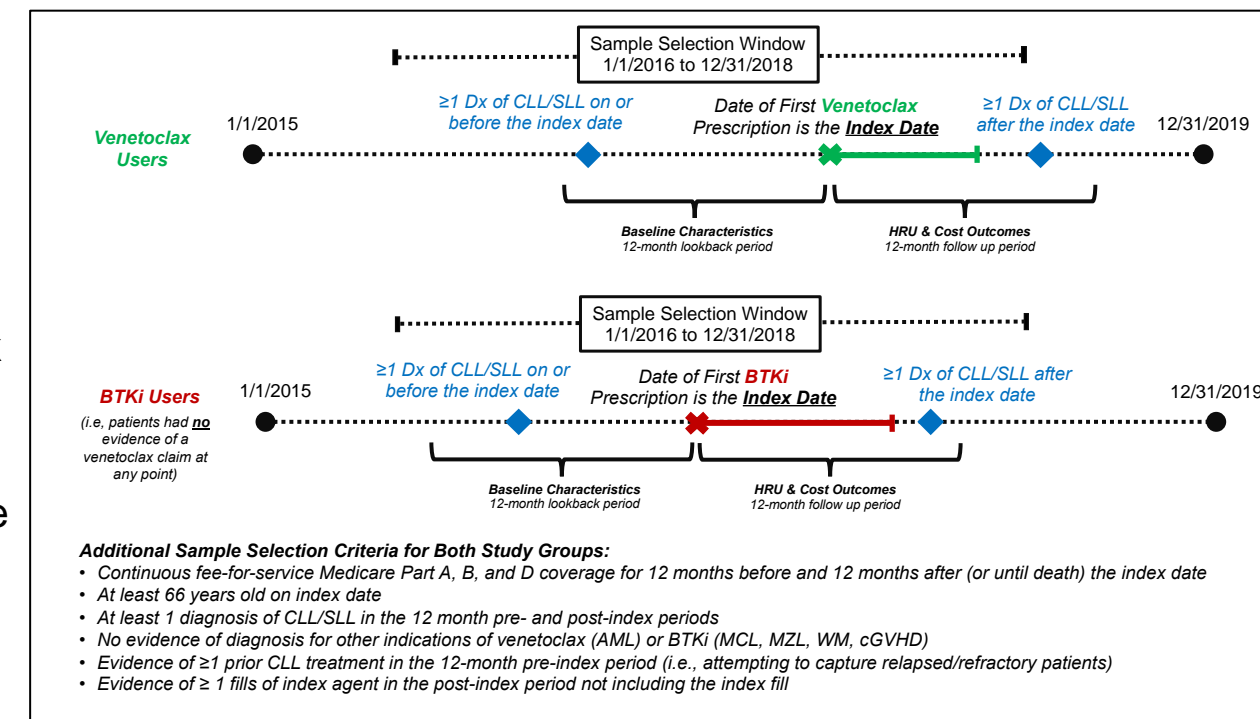 Sample Selection Window
1/1/2016 to 12/31/2018
≥1 Dx of CLL/SLL on or
before the index date
Date of First Venetoclax
Prescription is the Index Date
≥1 Dx of CLL/SLL
after the index date
Venetoclax
Users
1/1/2015
12/31/2019
Baseline Characteristics
12-month lookback period
HRU & Cost Outcomes
12-month follow up period
Sample Selection Window
1/1/2016 to 12/31/2018
≥1 Dx of CLL/SLL on or
before the index date
Date of First BTKi
Prescription is the Index Date
≥1 Dx of CLL/SLL after
the index date
BTKi Users
(i.e, patients had no
evidence of a
venetoclax claim at
any point)
1/1/2015
12/31/2019
Baseline Characteristics
12-month lookback period
HRU & Cost Outcomes
12-month follow up period
Additional Sample Selection Criteria for Both Study Groups:
• Continuous fee-for-service Medicare Part A, B, and D coverage for 12 months before and 12 months after (or until death) the index date
• At least 66 years old on index date
• At least 1 diagnosis of CLL/SLL in the 12 month pre- and post-index periods
• No evidence of diagnosis for other indications of venetoclax (AML) or BTKi (MCL, MZL, WM, cGVHD)
• Evidence of ≥1 prior CLL treatment in the 12-month pre-index period (i.e., attempting to capture relapsed/refractory patients)
• Evidence of ≥ 1 fills of index agent in the post-index period not including the index fill